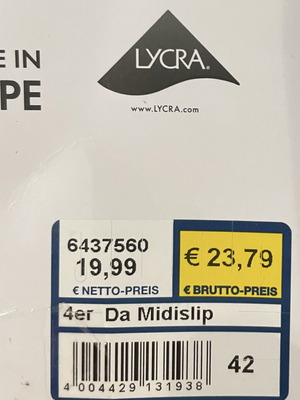 LYCRA®
E IN
PE
www.LYCRA.com
6437560
19,99
€ 23,79
€ NETTO-PREIS
€ BRUTTO-PREIS
4er Da Midislip
42
4 004429 131938